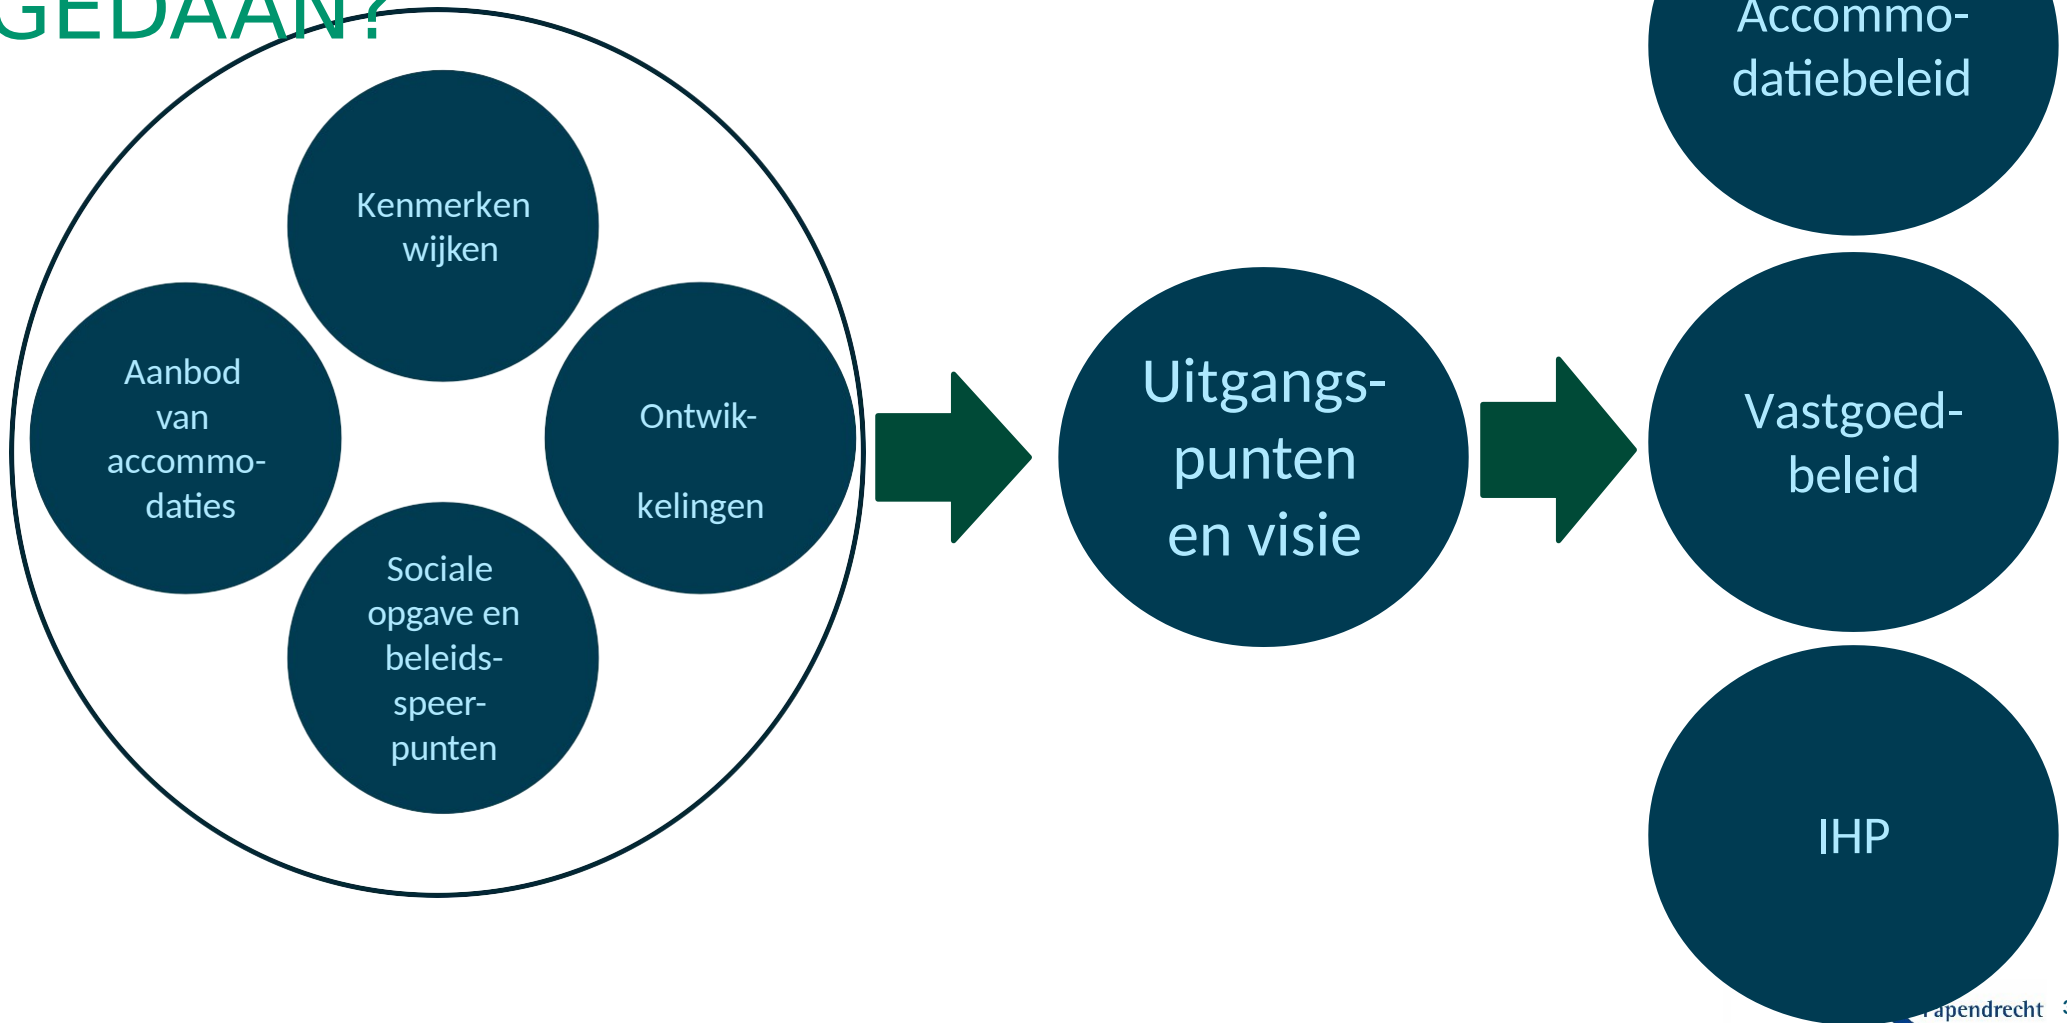 GEDAAN?
Kenmerken
wijken
Aanbod
van
accommo-
daties
Ontwik-
kelingen
Sociale
opgave en
beleids-
speer-
punten
Uitgangs-
punten
en visie
Accommo-
datiebeleid
Vastgoed-
beleid
IHP